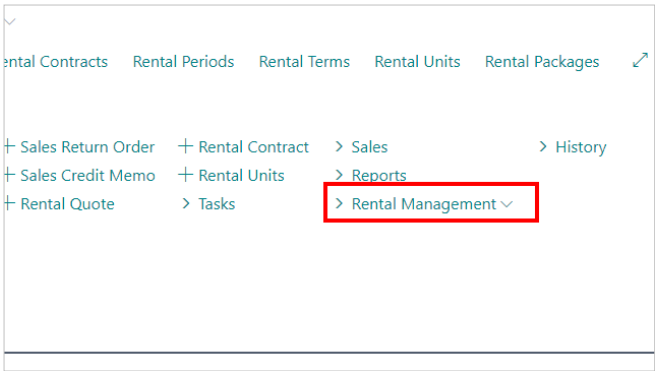 ental Contracts Rental Periods Rental Terms Rental Units Rental Packages
+ Sales Return Order + Rental Contract > Sales > History
+ Sales Credit Memo + Rental Units > Reports
+ Rental Quote > Tasks > Rental Management